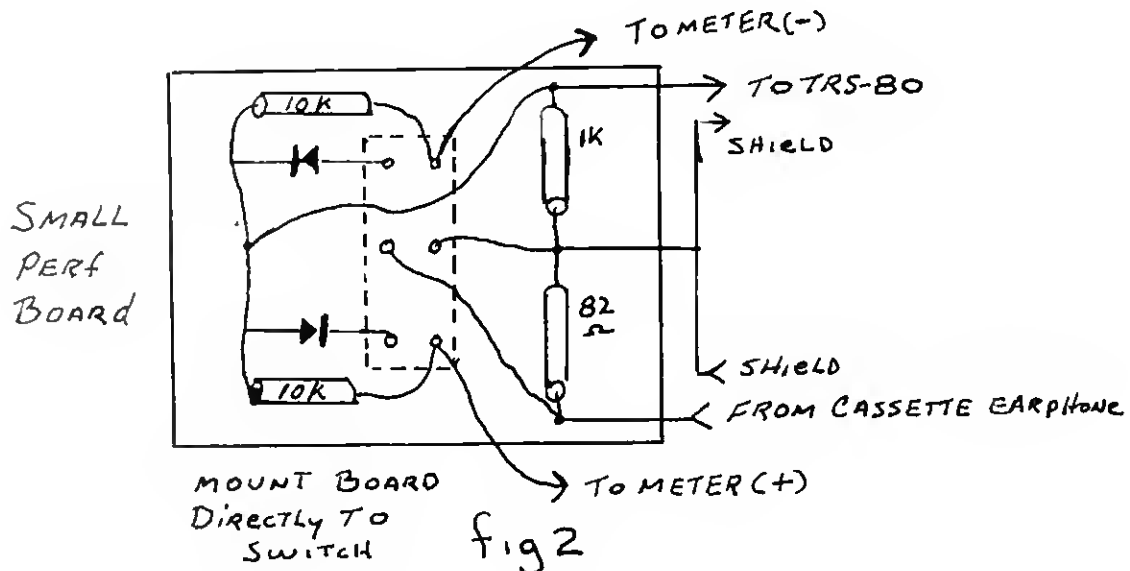 TO METER (-)
10K
TO TRS-80
1K
SHIELD
SMALL
PERF
BOARD
82
Ω
SHIELD
10K
FROM CASSETTE EARPHONE
MOUNT BOARD
DIRECTLY TO
SWITCH
TO METER (+)
fig 2